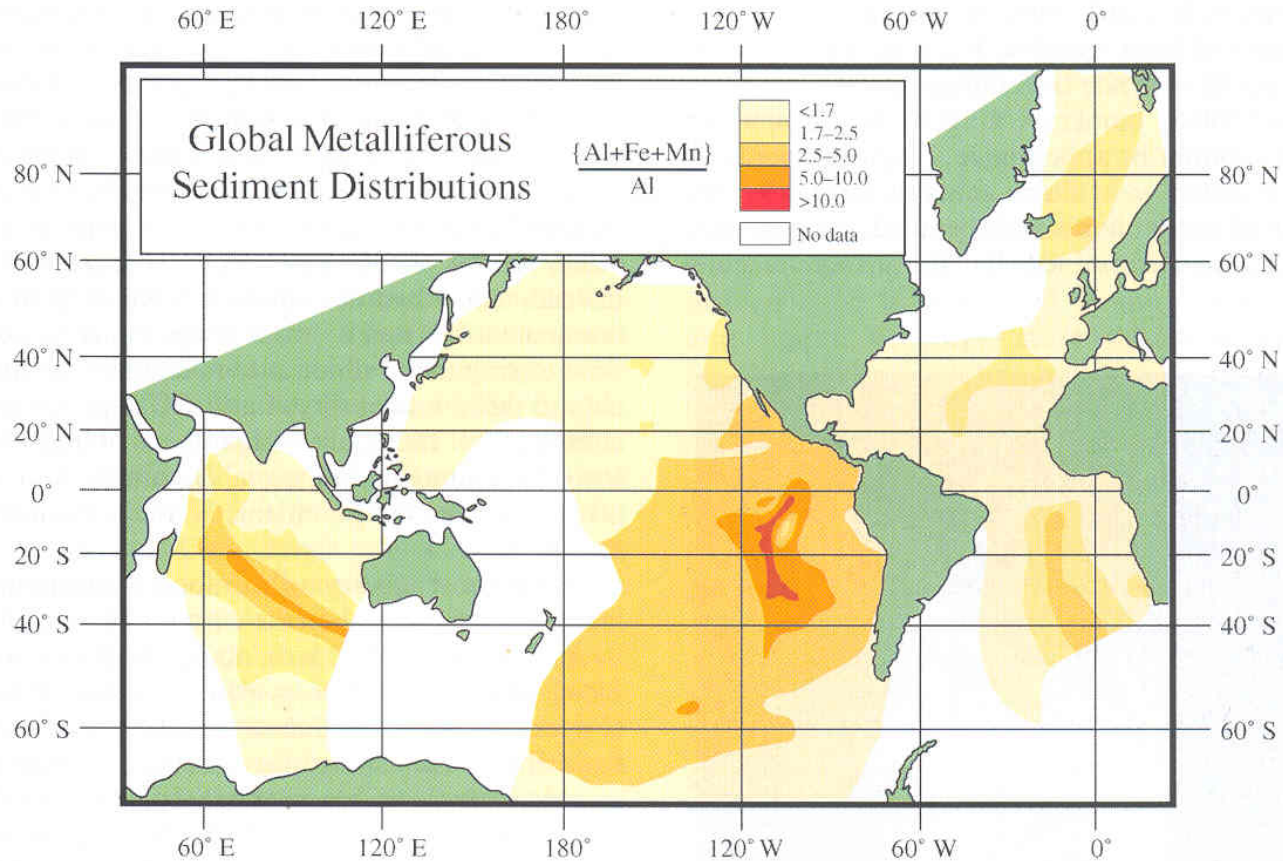 60° E 120° E 180° 120° W 60° W 0°
Global Metalliferous
Sediment Distributions
{Al+Fe+Mn}
Al
<1.7
1.7–2.5
2.5–5.0
5.0–10.0
>10.0
No data
80° N 80° N
60° N 60° N
40° N 40° N
20° N 20° N
0° 0°
20° S 20° S
40° S 40° S
60° S 60° S
60° E 120° E 180° 120° W 60° W 0°